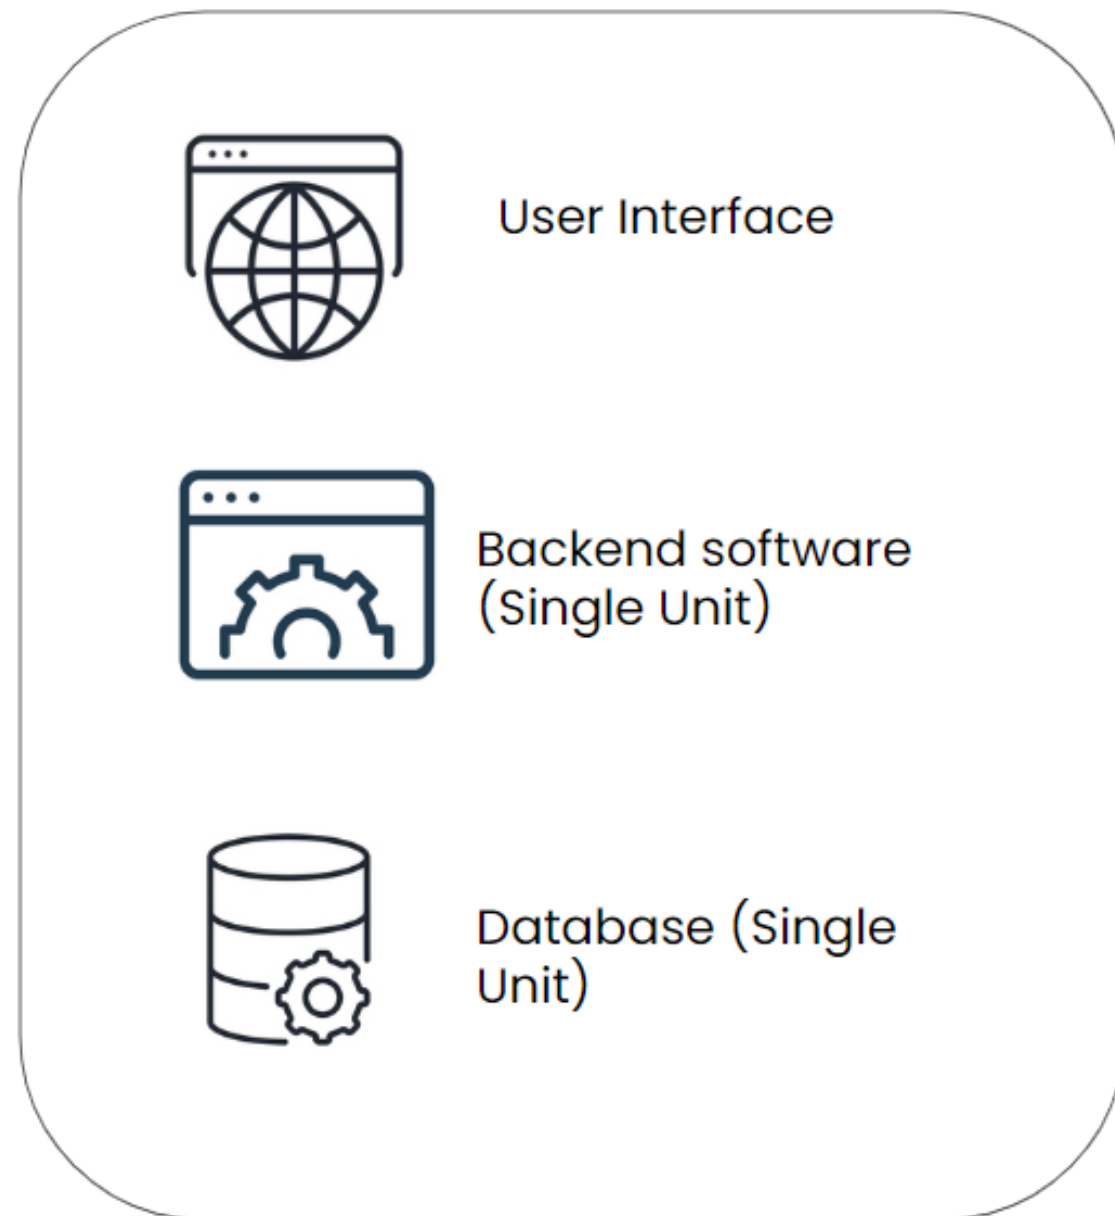 User Interface
Backend software
(Single Unit)
Database (Single
Unit)